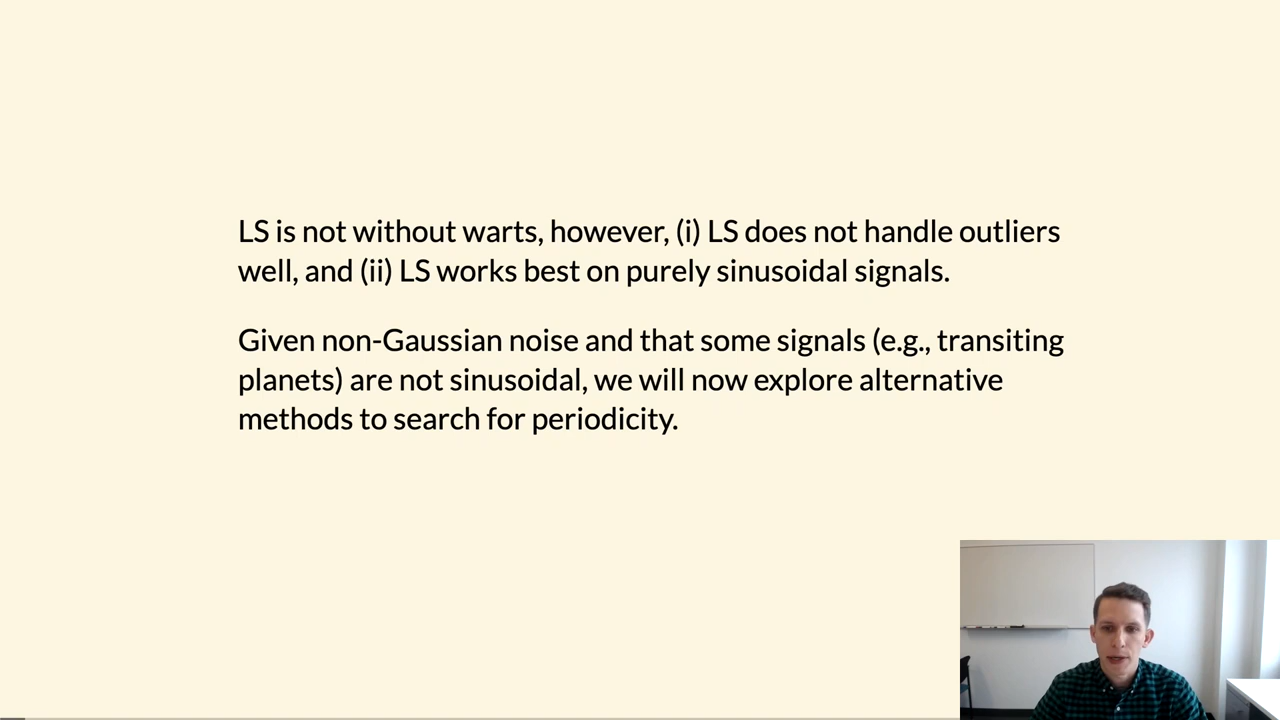 LS is not without warts, however, (i) LS does not handle outliers
well, and (ii) LS works best on purely sinusoidal signals.
Given non-Gaussian noise and that some signals (e.g., transiting
planets) are not sinusoidal, we will now explore alternative
methods to search for periodicity.